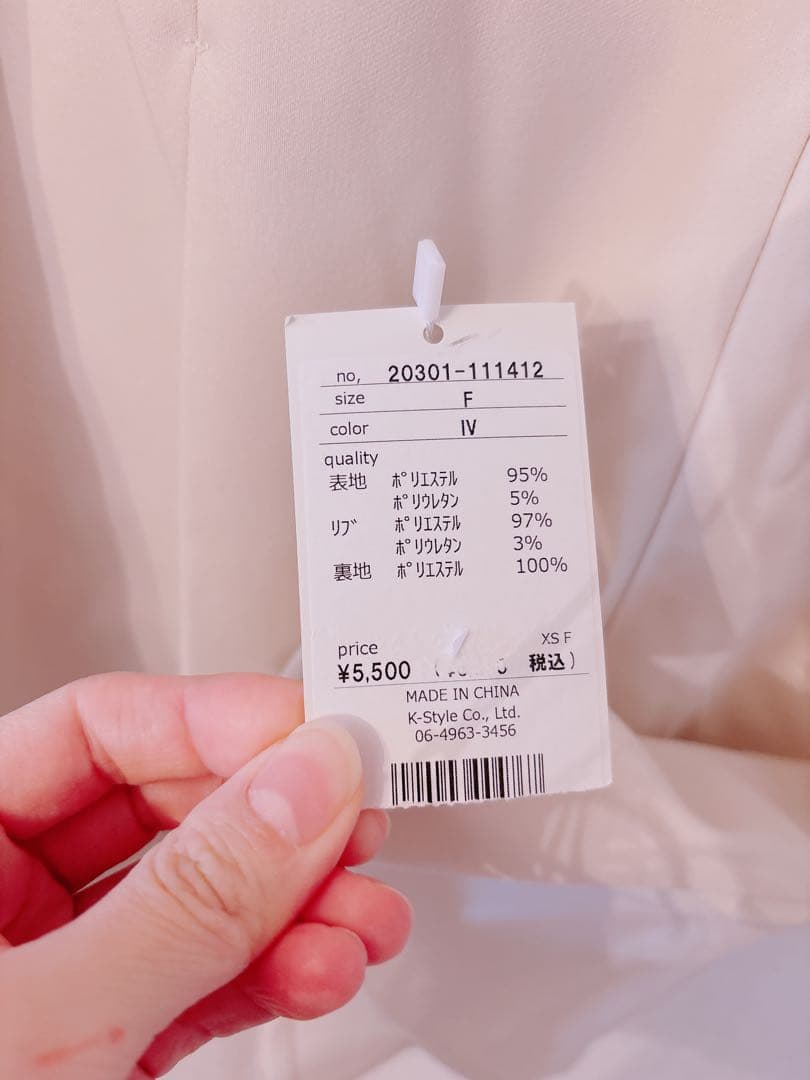 no, 20301-111412
size F
color IV
quality
表地 ﾎﾟﾘｴｽﾃﾙ 95%
ﾎﾟﾘｳﾚﾀﾝ 5%
ﾘﾌﾞ ﾎﾟﾘｴｽﾃﾙ 97%
ﾎﾟﾘｳﾚﾀﾝ 3%
裏地 ﾎﾟﾘｴｽﾃﾙ 100%
XS F
price
¥5,500 税込)
MADE IN CHINA
K-Style Co., Ltd.
06-4963-3456